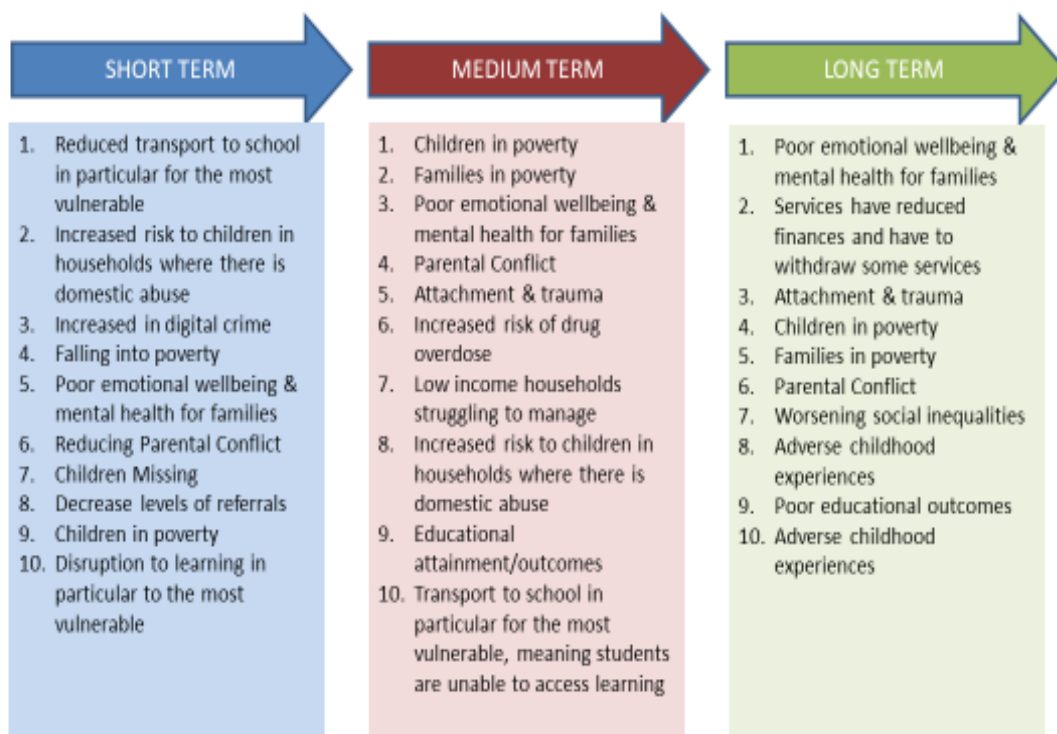 SHORT TERM
1. Reduced transport to school
in particular for the most
vulnerable
2. Increased risk to children in
households where there is
domestic abuse
3. Increased in digital crime
4. Falling into poverty
5. Poor emotional wellbeing &
mental health for families
6. Reducing Parental Conflict
7. Children Missing
8. Decrease levels of referrals
9. Children in poverty
10. Disruption to learning in
particular to the most
vulnerable
MEDIUM TERM
1. Children in poverty
2. Families in poverty
3. Poor emotional wellbeing &
mental health for families
4. Parental Conflict
5. Attachment & trauma
6. Increased risk of drug
overdose
7. Low income households
struggling to manage
8. Increased risk to children in
households where there is
domestic abuse
9. Educational
attainment/outcomes
10. Transport to school in
particular for the most
vulnerable, meaning students
are unable to access learning
LONG TERM
1. Poor emotional wellbeing &
mental health for families
2. Services have reduced
finances and have to
withdraw some services
3. Attachment & trauma
4. Children in poverty
5. Families in poverty
6. Parental Conflict
7. Worsening social inequalities
8. Adverse childhood
experiences
9. Poor educational outcomes
10. Adverse childhood
experiences